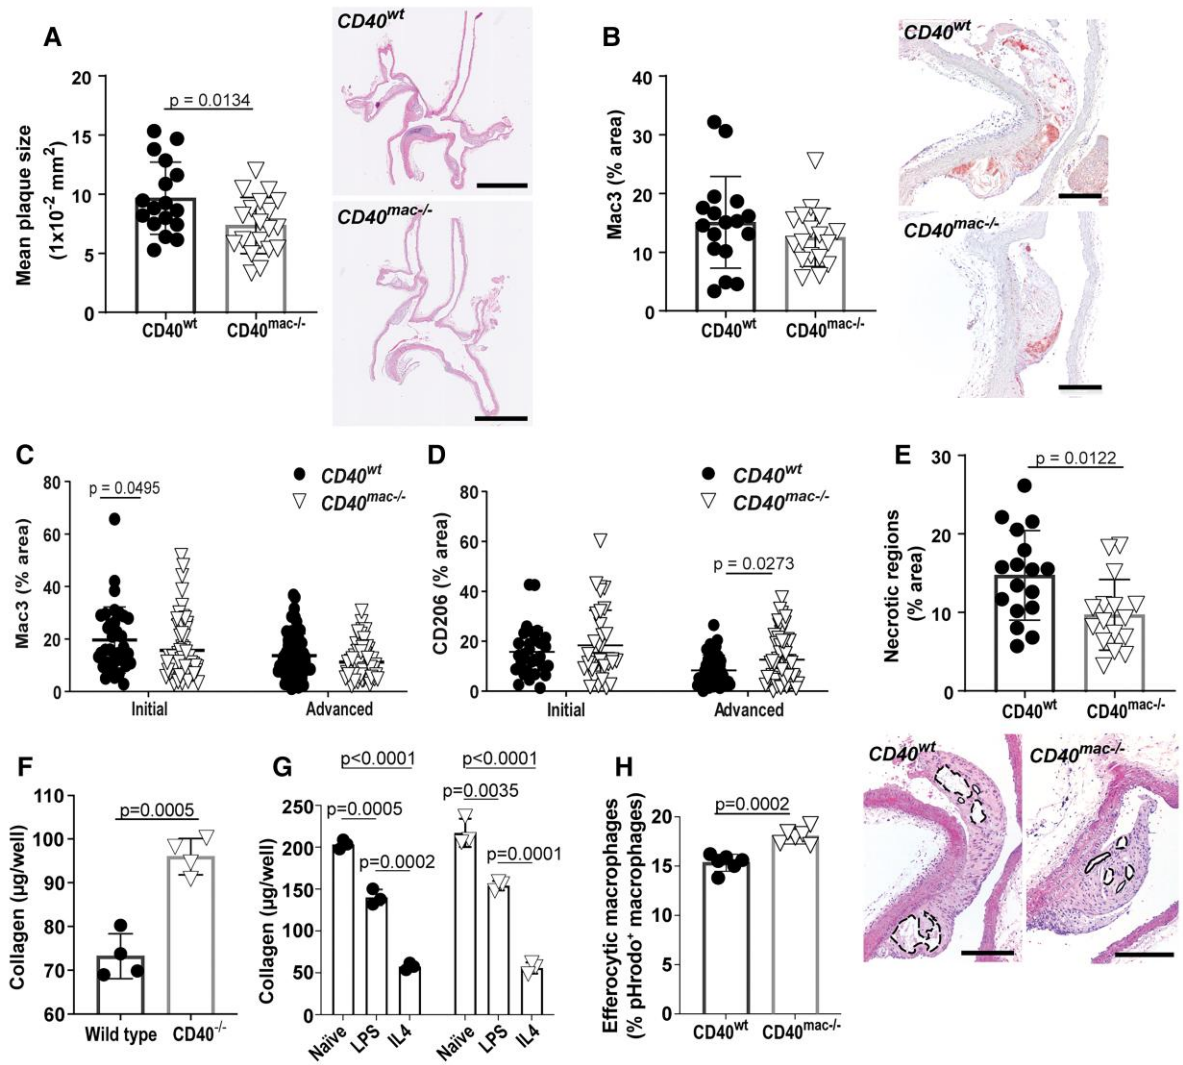 A
CD40wt
20
15
10
5
0
p = 0.0134
Mean plaque size
(1x10-2 mm2)
CD40wt
CD40mac-/-
CD40mac-/-
B
CD40wt
40
30
20
10
0
Mac3 (% area)
CD40wt
CD40mac-/-
CD40mac-/-
C
CD40wt
CD40mac-/-
80
60
40
20
0
p = 0.0495
Mac3 (% area)
Initial
Advanced
D
CD40wt
CD40mac-/-
80
60
40
20
0
p = 0.0273
CD206 (% area)
Initial
Advanced
E
30
20
10
0
p = 0.0122
Necrotic regions
(% area)
CD40wt
CD40mac-/-
CD40wt
CD40mac-/-
F
110
100
90
80
70
60
p=0.0005
Collagen (µg/well)
Wild type
CD40-/-
G
p<0.0001
p<0.0001
p=0.0005
p=0.0035
p=0.0002
p=0.0001
250
200
150
100
50
0
Collagen (µg/well)
Naïve
LPS
IL4
Naïve
LPS
IL4
H
p=0.0002
20
15
10
5
0
Efferocytic macrophages
(% pHrodo+ macrophages)
CD40wt
CD40mac-/-